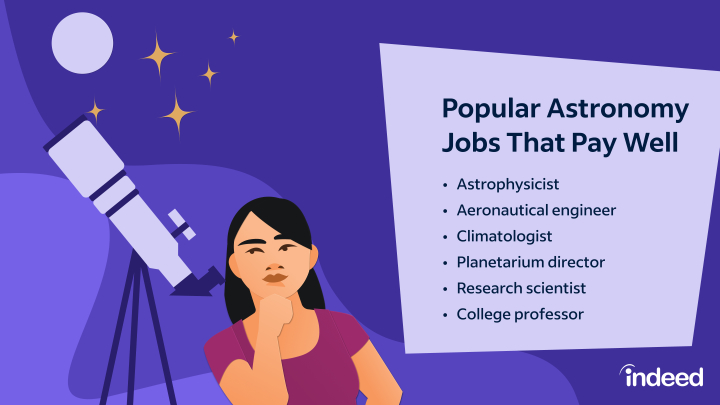 Popular Astronomy
Jobs That Pay Well
• Astrophysicist
• Aeronautical engineer
• Climatologist
• Planetarium director
• Research scientist
• College professor
indeed